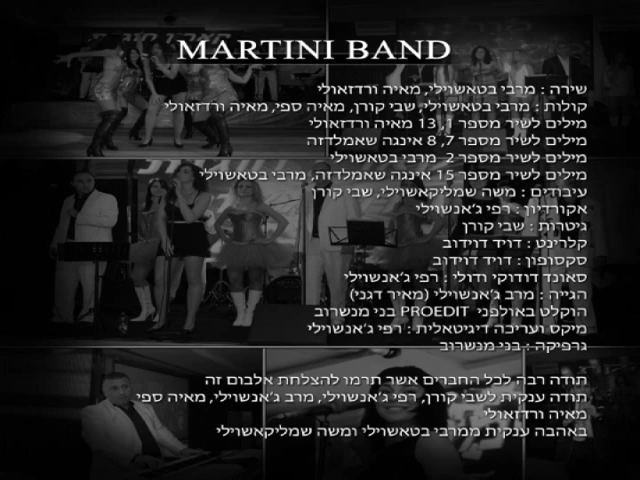 MARTINI BAND
שירה : מרבי בטאשוילי, מאיה ורדזאולי
קולות : מרבי בטאשוילי, שבי קורן, מאיה ספי, מאיה ורדזאולי
מילים לשיר מספר 1, 13 מאיה ורדזאולי
מילים לשיר מספר 7, 8 אינגה שאמלדזה
מילים לשיר מספר 2 מרבי בטאשוילי
מילים לשיר מספר 15 אינגה שאמלדזה, מרבי בטאשוילי
עיבודים : משה שמליקאשוילי, שבי קורן
אקורדיון : רפי ג'אנשוילי
גיטרות : שבי קורן
קלרינט : דויד דוידוב
סקסופון : דויד דוידוב
סאונד דודוקי ודולי : רפי ג'אנשוילי
הגייה : מרב ג'אנשוילי (מאיר דגני)
הוקלט באולפני PROEDIT בני מנשרוב
מיקס ועריכה דיגיטאלית : רפי ג'אנשוילי
גרפיקה : בני מנשרוב
תודה רבה לכל החברים אשר תרמו להצלחת אלבום זה
תודה ענקית לשבי קורן, רפי ג'אנשוילי, מרב ג'אנשוילי, מאיה ספי
מאיה ורדזאולי
באהבה ענקית ממרבי בטאשוילי ומשה שמליקאשוילי